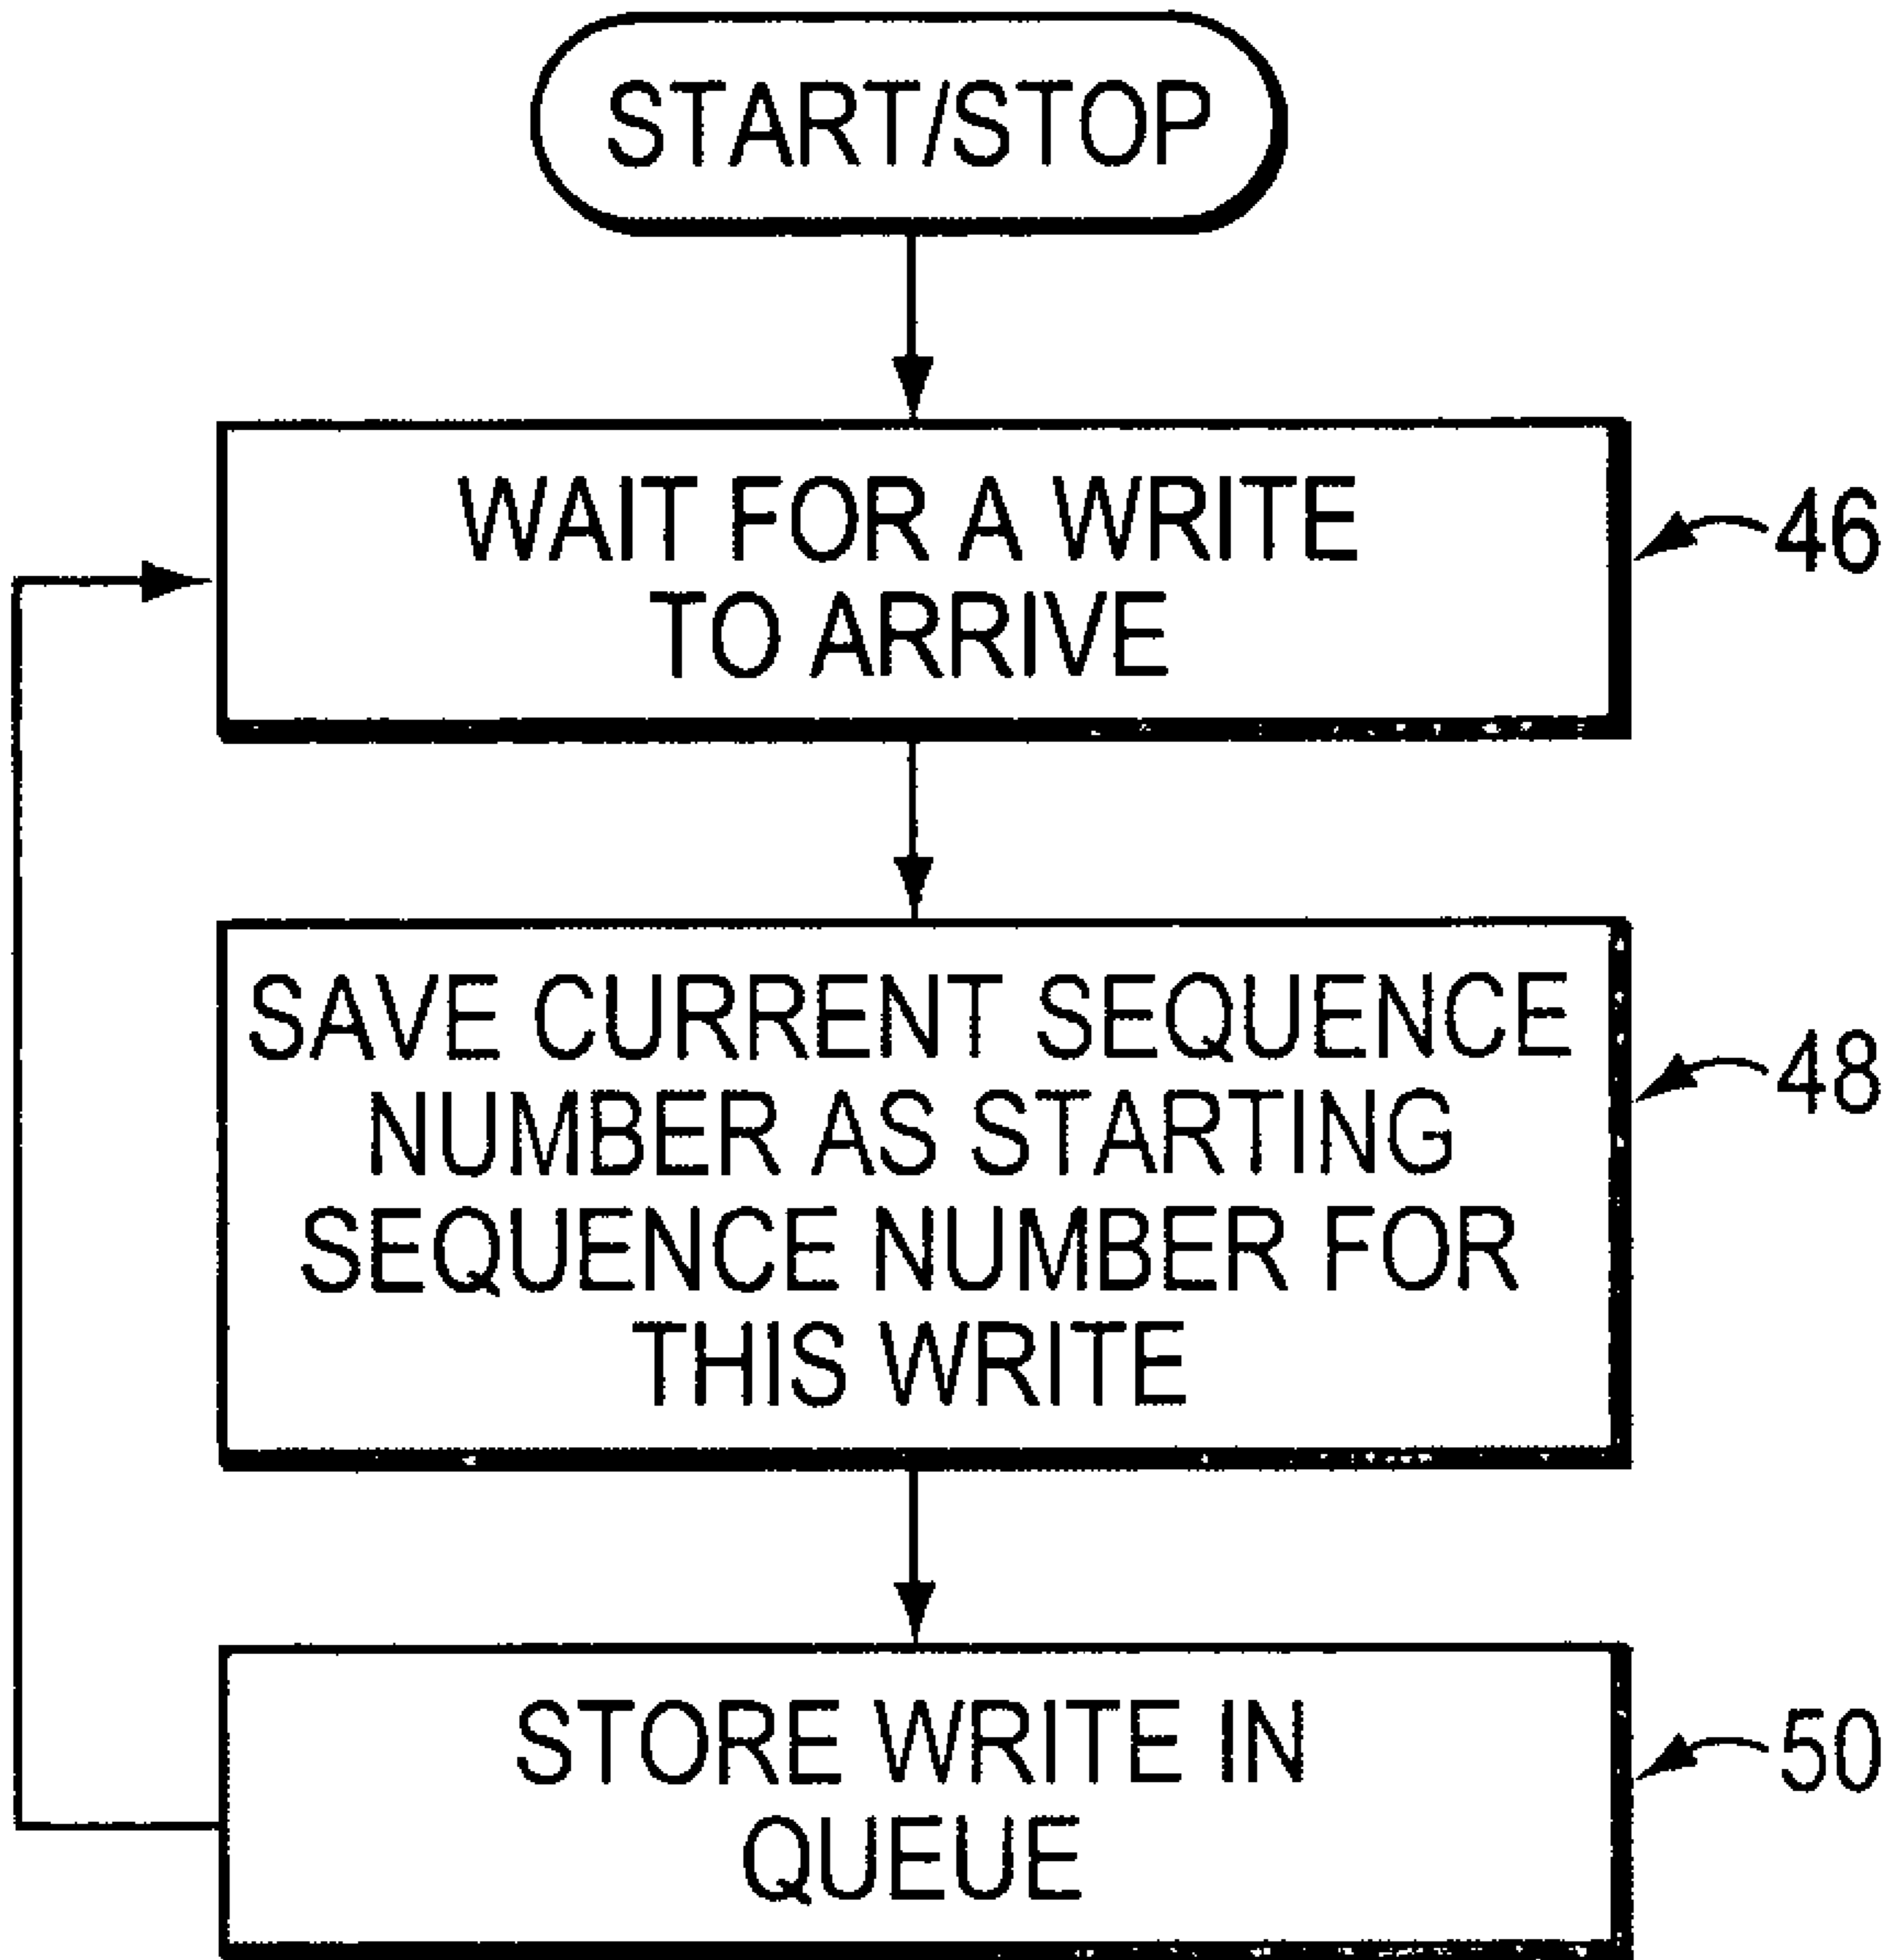 START/STOP
WAIT FOR A WRITE
TO ARRIVE
46
SAVE CURRENT SEQUENCE
NUMBER AS STARTING
SEQUENCE NUMBER FOR
THIS WRITE
48
STORE WRITE IN
QUEUE
50